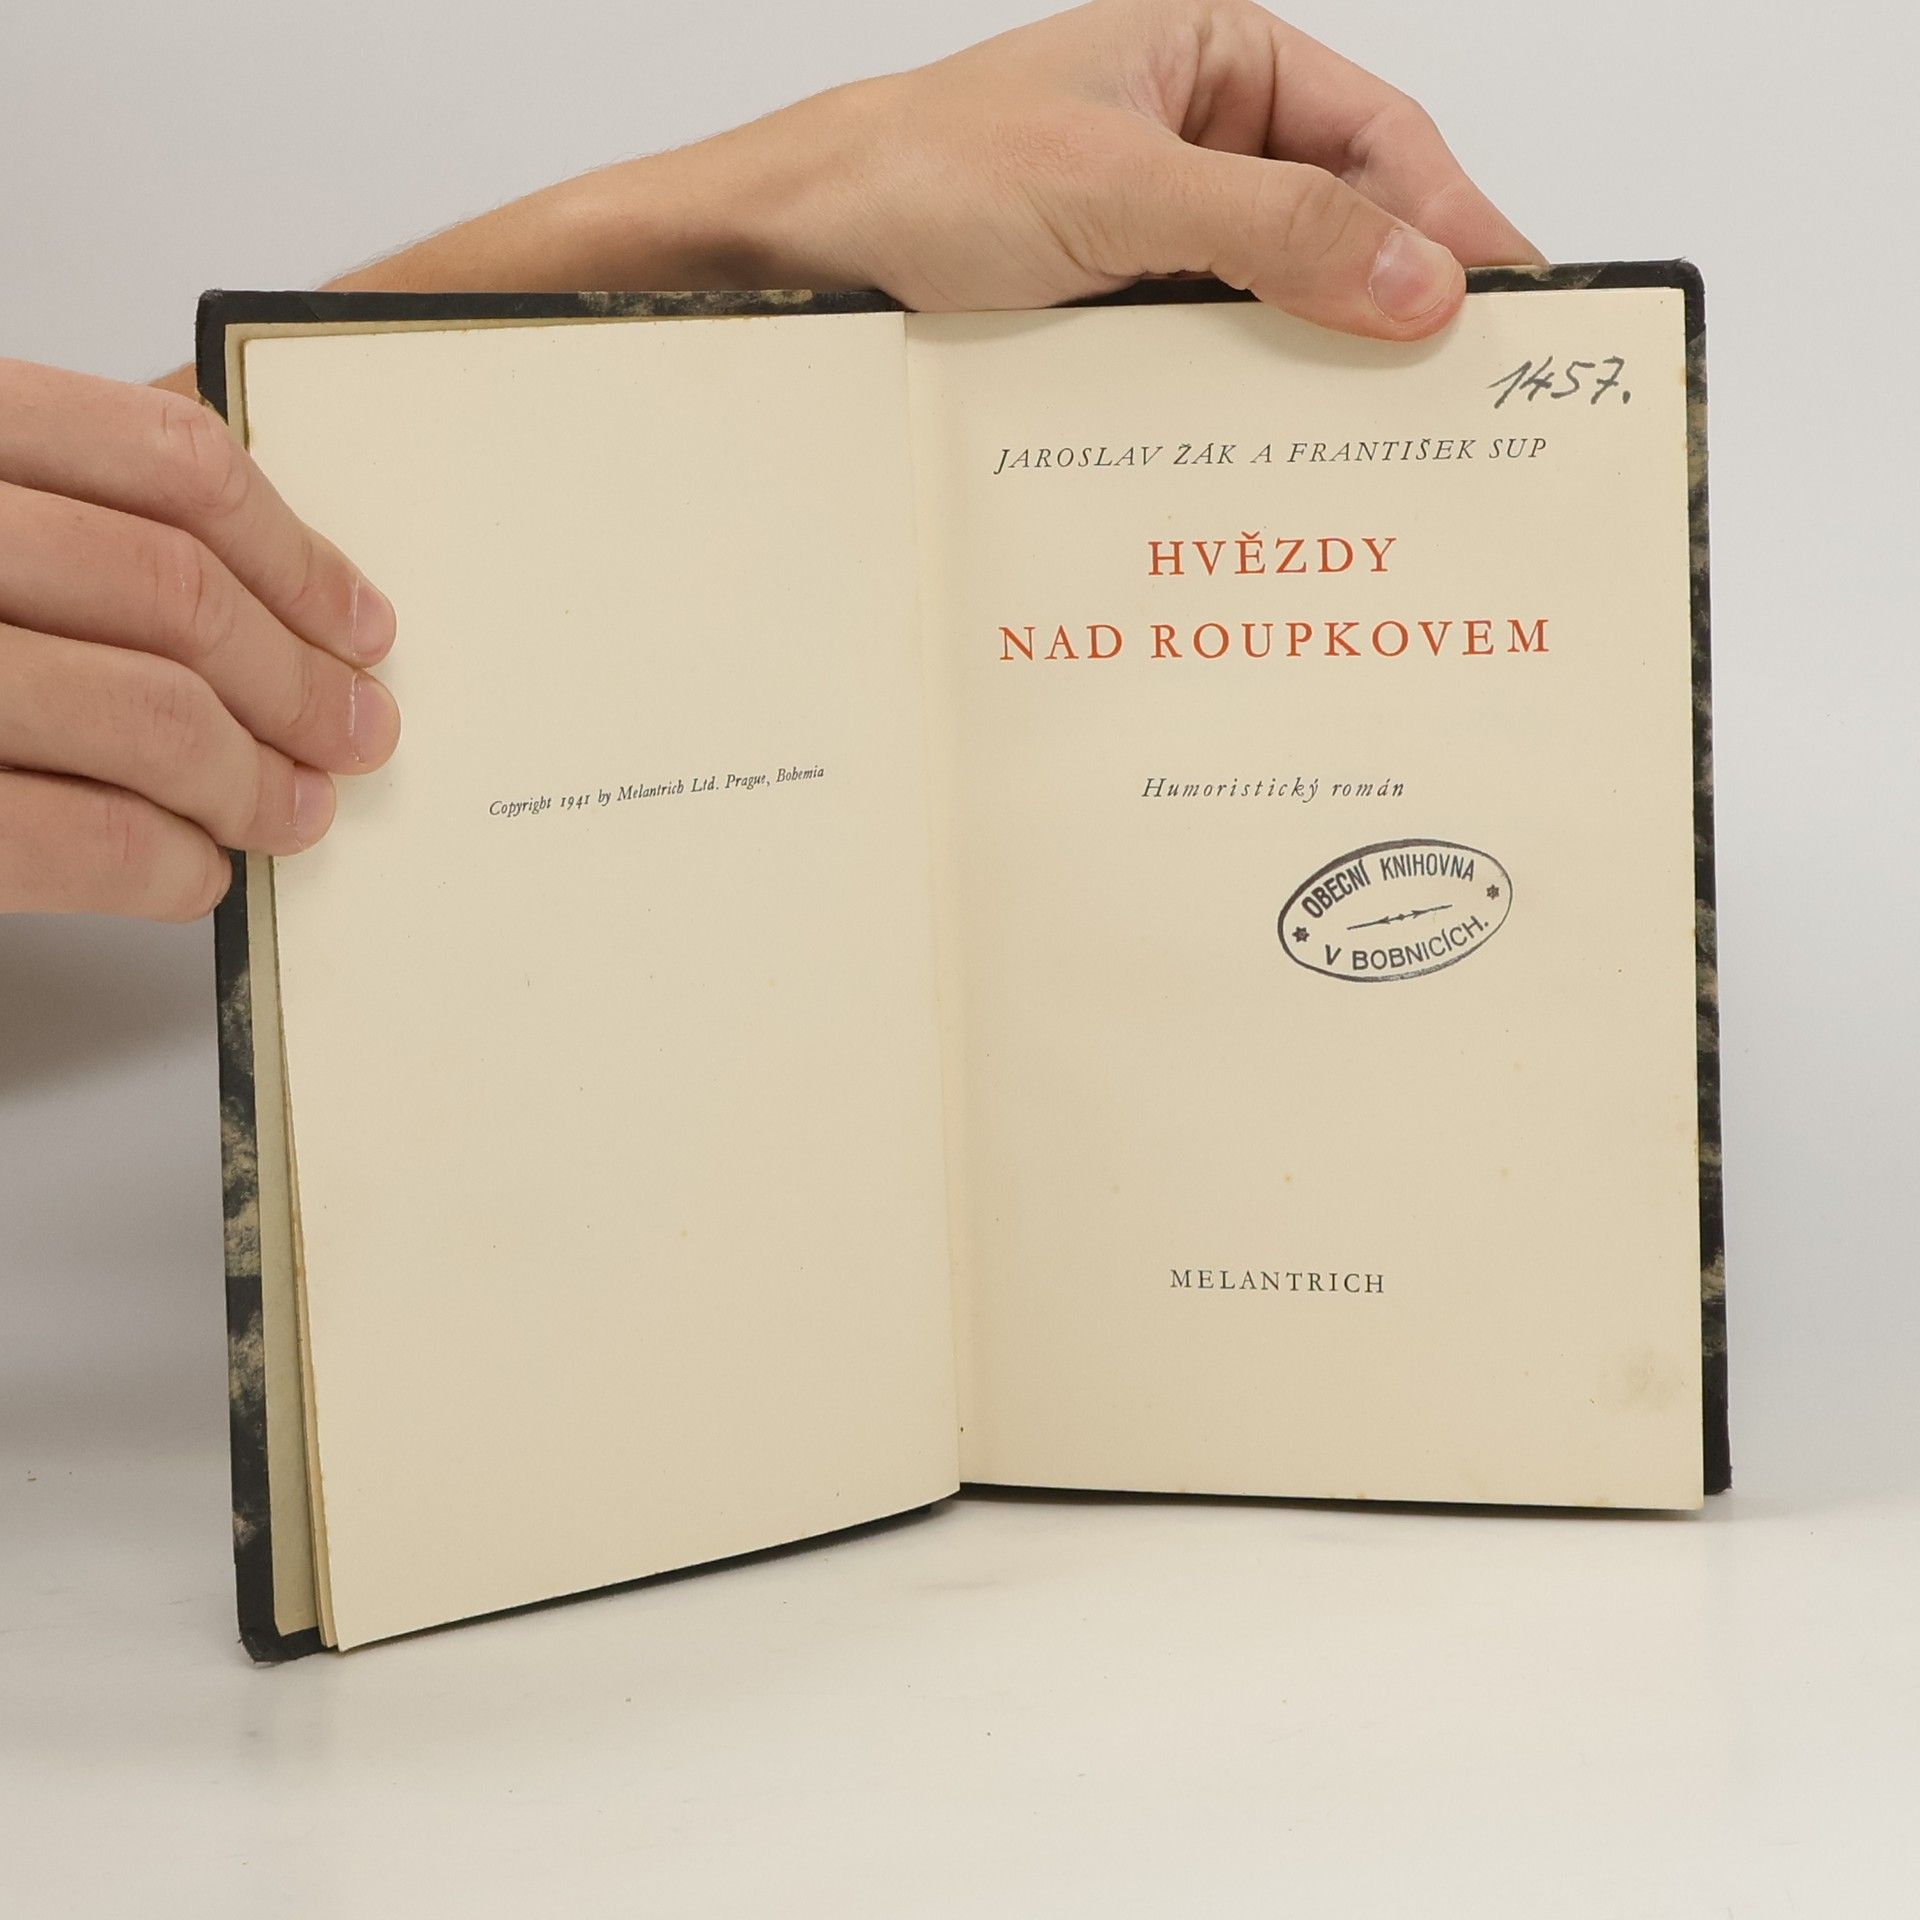 Copyright 1941 by Melantrich Ltd. Prague, Bohemia
1457.
JAROSLAV ŽÁK A FRANTIŠEK SUP
HVĚZDY
NAD ROUPKOVEM
Humoristický román
OBECNÍ KNIHOVNA
V BOBNICÍCH.
MELANTRICH